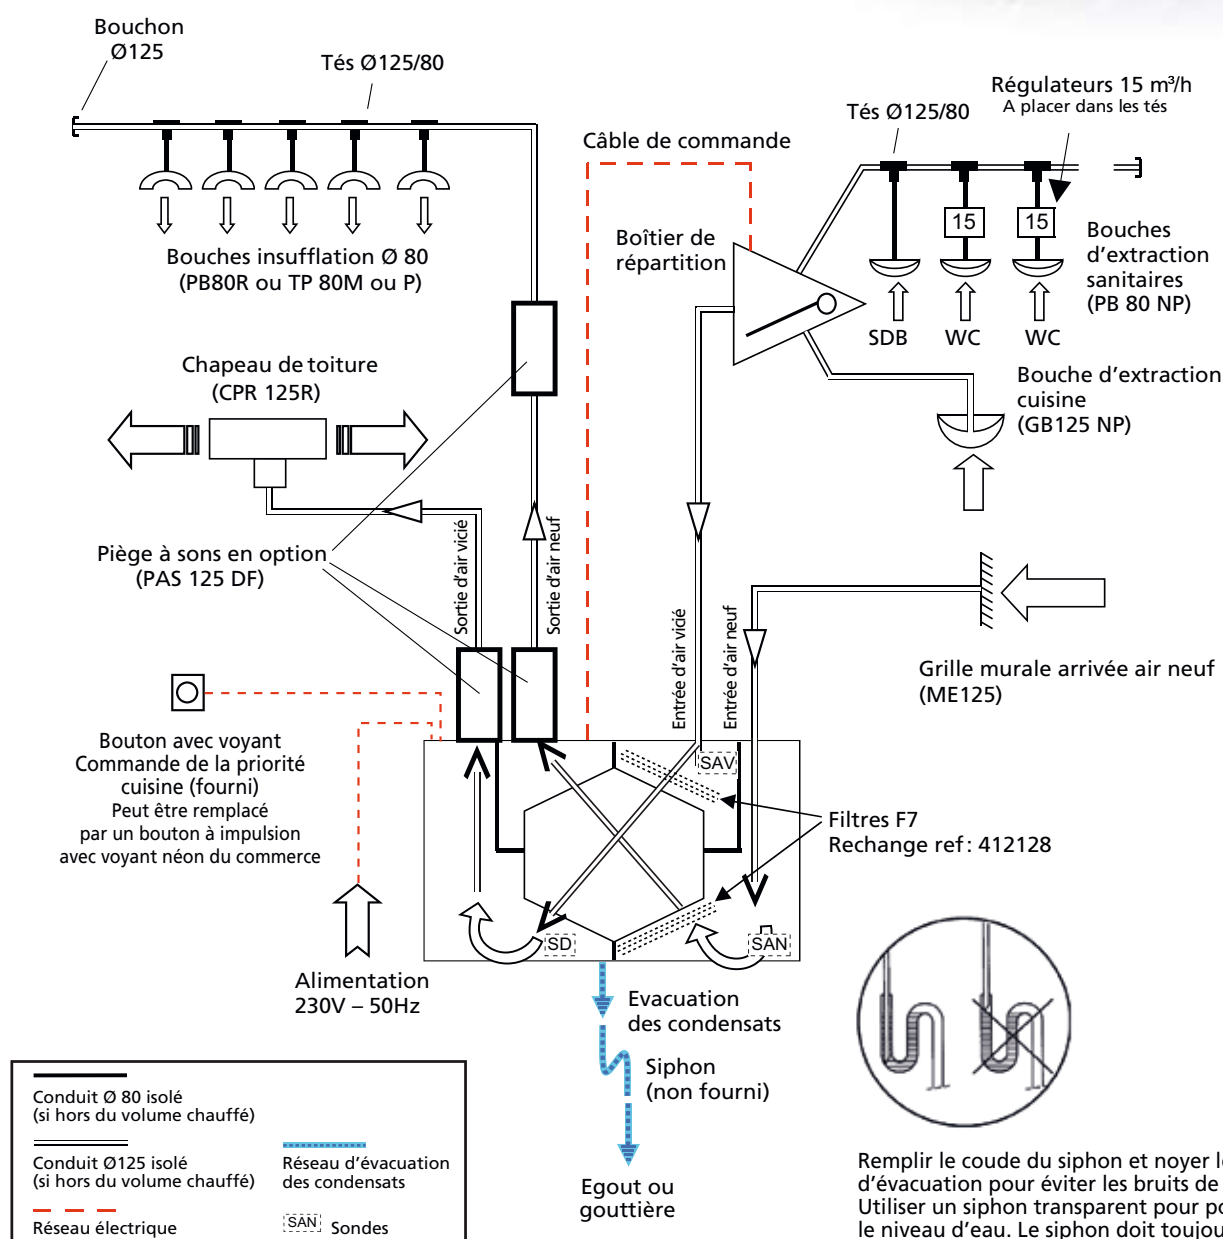 Bouchon
Ø125
Tés Ø125/80
Bouches insufflation Ø 80
(PB80R ou TP 80M ou P)
Câble de commande
Tés Ø125/80
Régulateurs 15 m³/h
A placer dans les tés
15
15
Boîtier de
répartition
Bouches
d'extraction
sanitaires
(PB 80 NP)
SDB
WC
WC
Bouche d'extraction
cuisine
(GB125 NP)
Chapeau de toiture
(CPR 125R)
Piège à sons en option
(PAS 125 DF)
Sortie d'air vicié
Sortie d'air neuf
Entrée d'air vicié
Entrée d'air neuf
Grille murale arrivée air neuf
(ME125)
Bouton avec voyant
Commande de la priorité
cuisine (fourni)
Peut être remplacé
par un bouton à impulsion
avec voyant néon du commerce
SAV
Filtres F7
Rechange ref : 412128
SD
SAN
Alimentation
230V – 50Hz
Evacuation
des condensats
Siphon
(non fourni)
Egout ou
gouttière
Conduit Ø 80 isolé
(si hors du volume chauffé)
Conduit Ø125 isolé
(si hors du volume chauffé)
Réseau électrique
Réseau d'évacuation
des condensats
SAN Sondes
Remplir le coude du siphon et noyer
d'évacuation pour éviter les bruits de
Utiliser un siphon transparent pour
le niveau d'eau. Le siphon doit